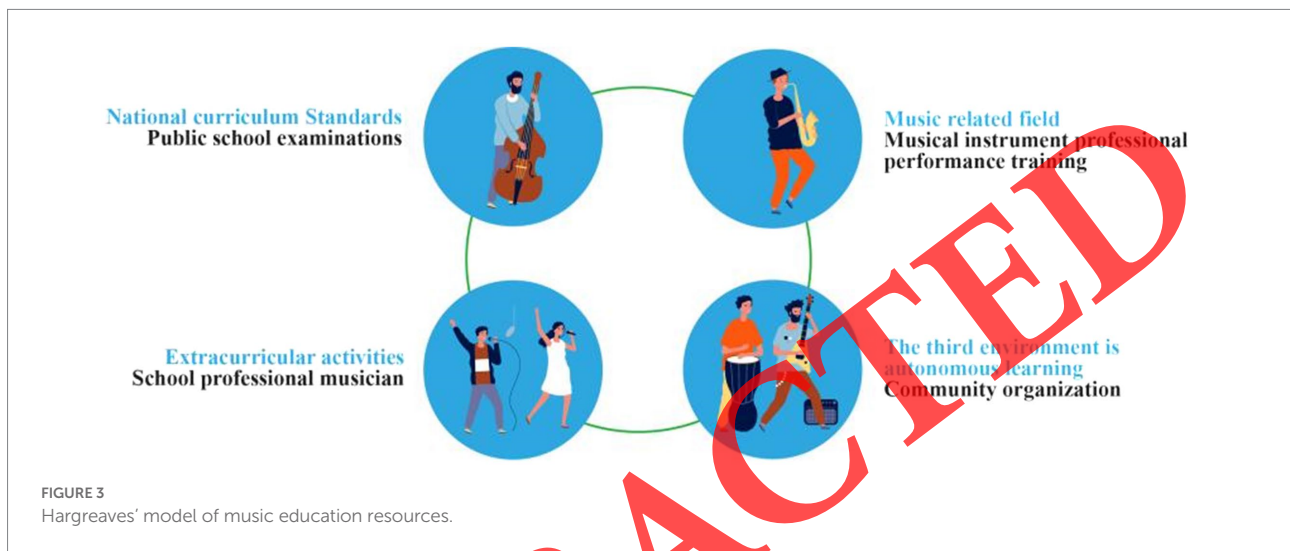 National curriculum Standards
Public school examinations
Music related field
Musical instrument professional
performance training
Extracurricular activities
School professional musician
The third environment is
autonomous learning
Community organization
FIGURE 3
Hargreaves' model of music education resources.
ACTED